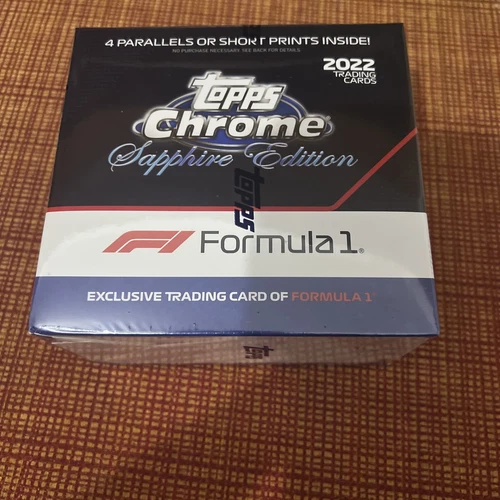 4 PARALLELS OR SHORT PRINTS INSIDE!
NO PURCHASE NECESSARY. SEE BACK FOR DETAILS.
2022
TRADING
CARDS
topps
Chrome
Sapphire Edition
topps
F1 Formula 1®
EXCLUSIVE TRADING CARD OF FORMULA 1®